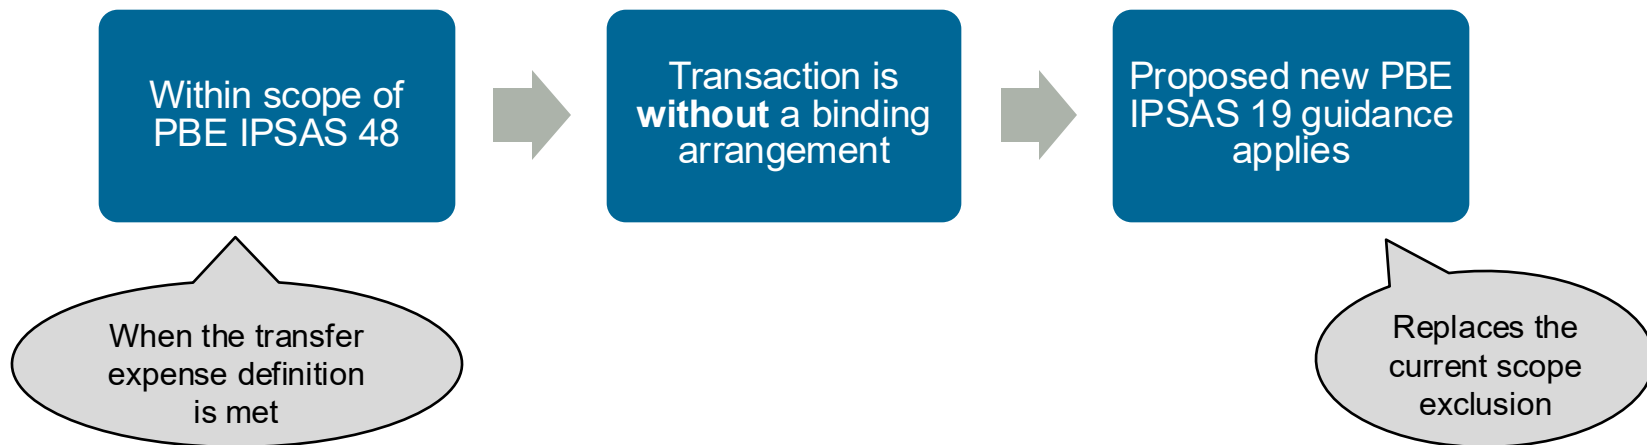 Within scope of
PBE IPSAS 48
Transaction is
without a binding
arrangement
Proposed new PBE
IPSAS 19 guidance
applies
When the transfer
expense definition
is met
Replaces the
current scope
exclusion